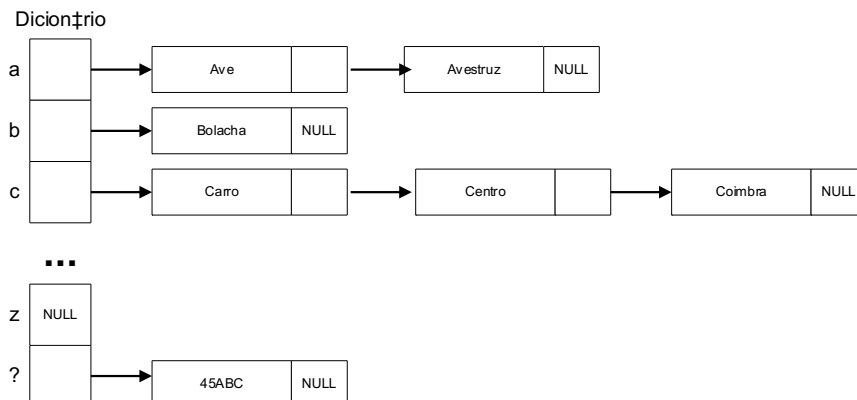 Dicion‡rio
a Ave Avestruz NULL
b Bolacha NULL
c Carro Centro Coimbra NULL
...
z NULL
? 45ABC NULL